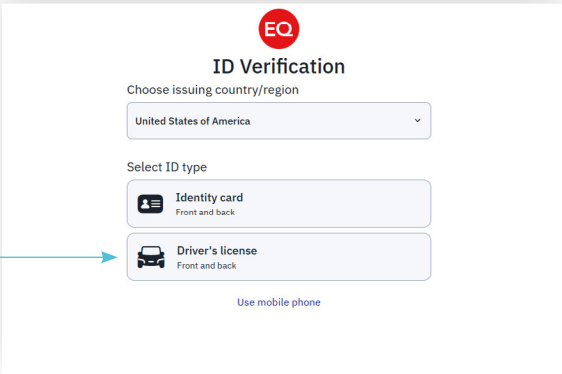 EQ
ID Verification
Choose issuing country/region
United States of America
Select ID type
Identity card
Front and back
Driver's license
Front and back
Use mobile phone